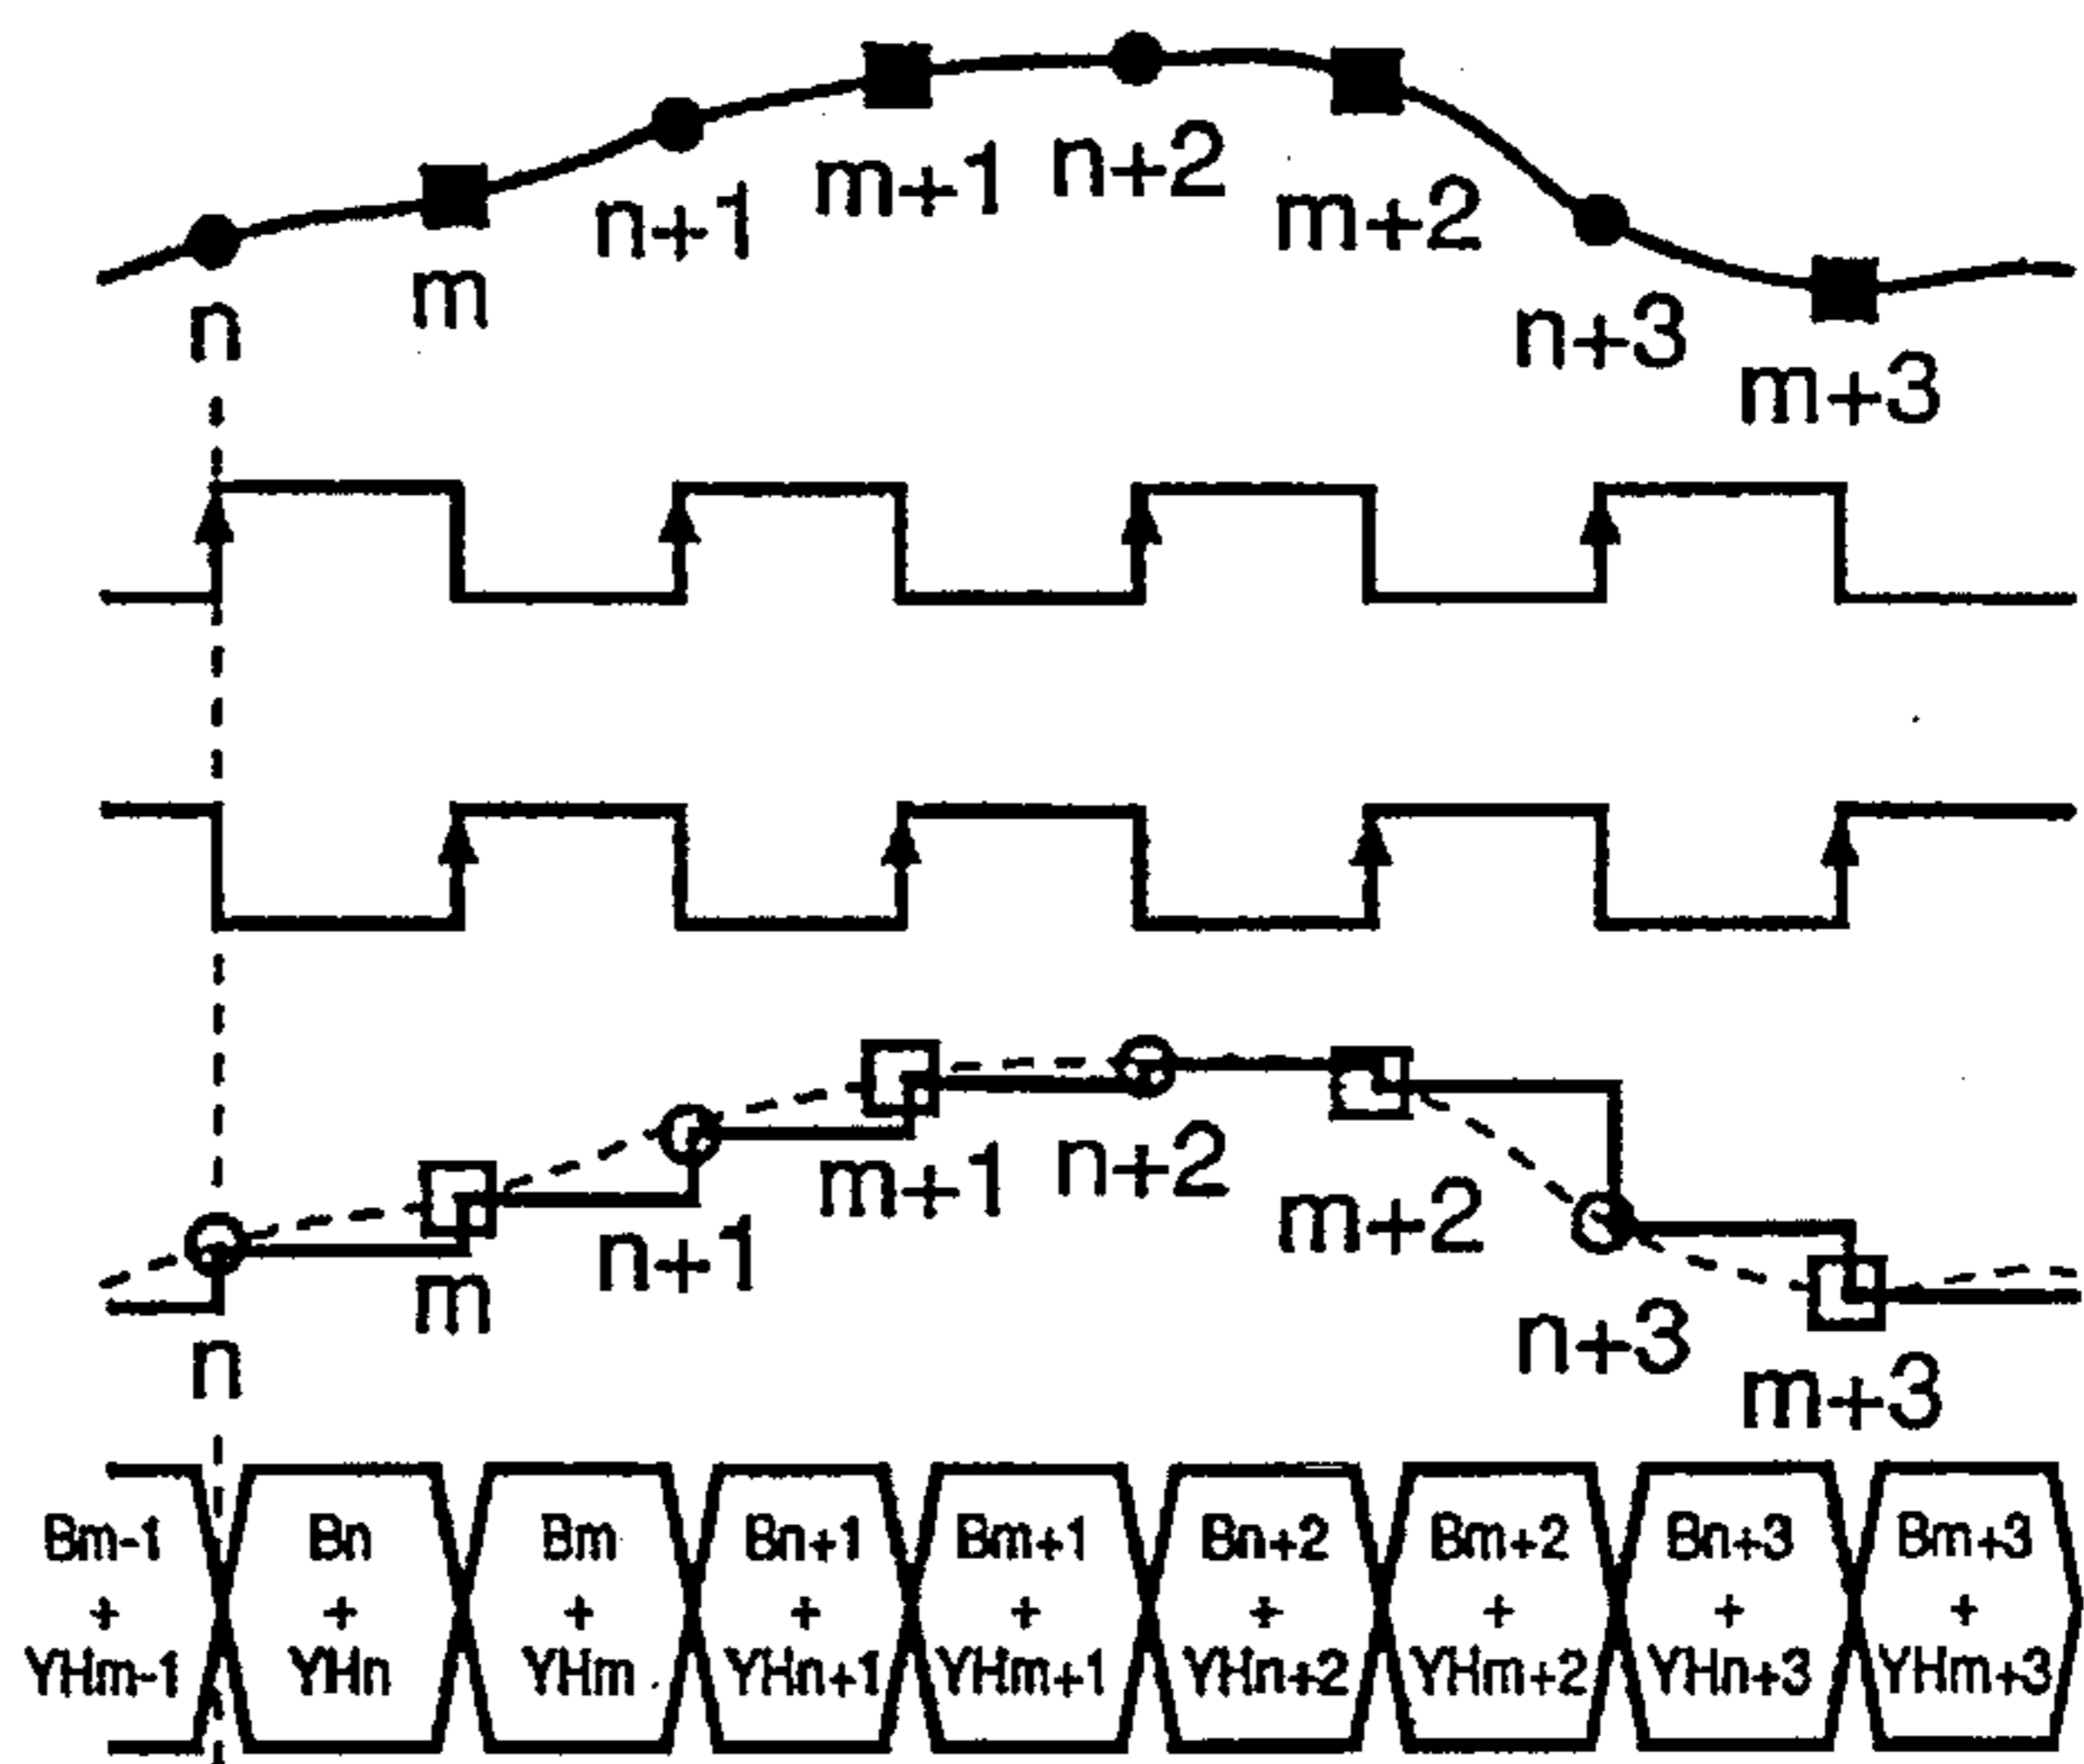 n
m
n+1
m+1
n+2
m+2
n+3
m+3
n
m
n+1
m+1
n+2
m+2
n+3
m+3
Bm-1 Bn Bm Bn+1 Bm+1 Bn+2 Bm+2 Bn+3 Bm+3
+ + + + + + + + +
YHm-1 YHn YHm YHn+1 YHm+1 YHn+2 YHm+2 YHn+3 YHm+3